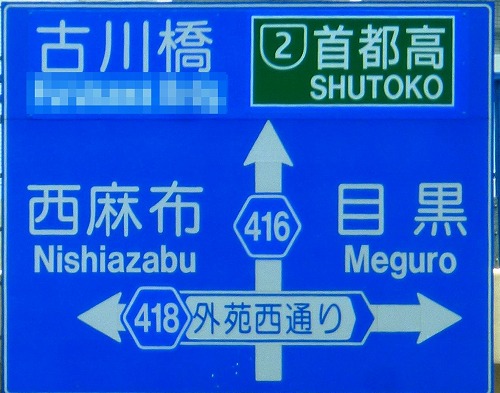 古川橋
2 首都高
SHUTOKO
西麻布
Nishiazabu
416
目黒
Meguro
418 外苑西通り